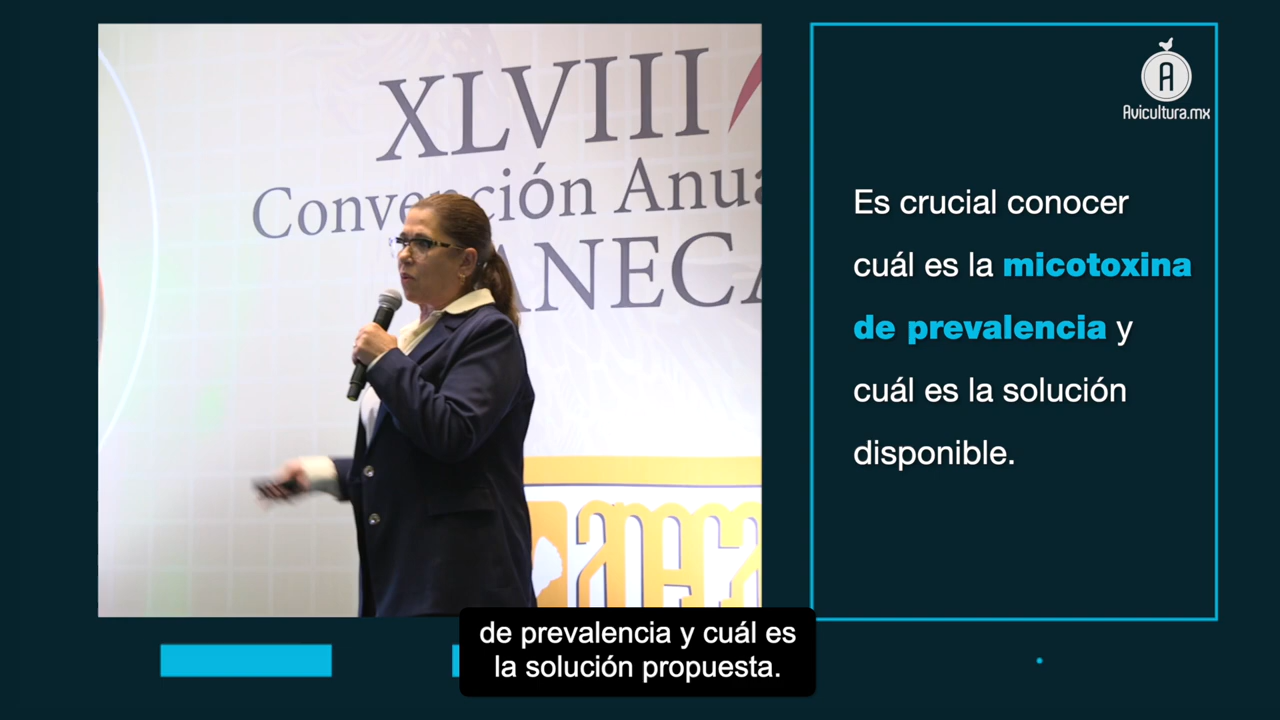 XLVIII
Convención Anua
ANECA
A
Avicultura.mx
Es crucial conocer
cuál es la micotoxina
de prevalencia y
cuál es la solución
disponible.
de prevalencia y cuál es
la solución propuesta.